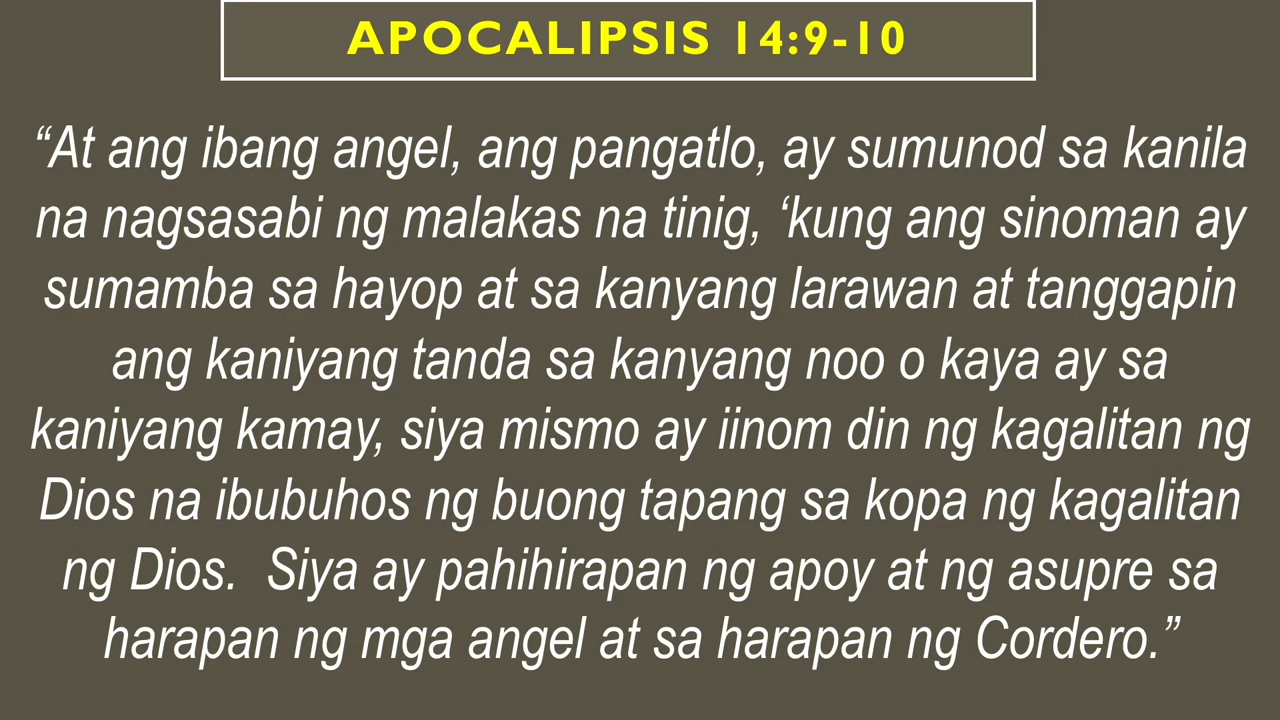 APOCALIPSIS 14:9-10
“At ang ibang angel, ang pangatlo, ay sumunod sa kanila
na nagsasabi ng malakas na tinig, ‘kung ang sinoman ay
sumamba sa hayop at sa kanyang larawan at tanggapin
ang kaniyang tanda sa kanyang noo o kaya ay sa
kaniyang kamay, siya mismo ay iinom din ng kagalitan ng
Dios na ibubuhos ng buong tapang sa kopa ng kagalitan
ng Dios.  Siya ay pahihirapan ng apoy at ng asupre sa
harapan ng mga angel at sa harapan ng Cordero.”